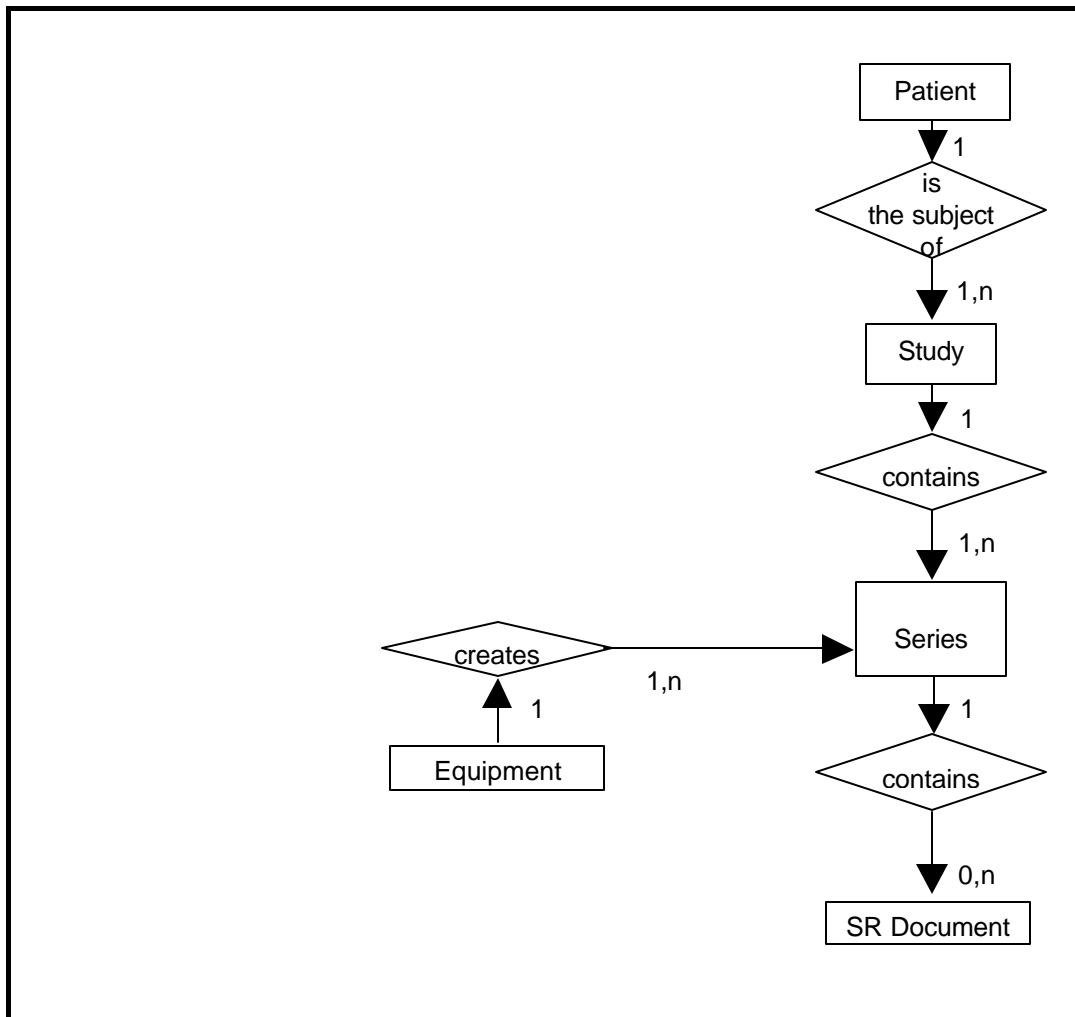 Patient
1
is
the subject
of
1,n
Study
1
contains
1,n
Series
creates
1,n
1
1
Equipment
contains
0,n
SR Document